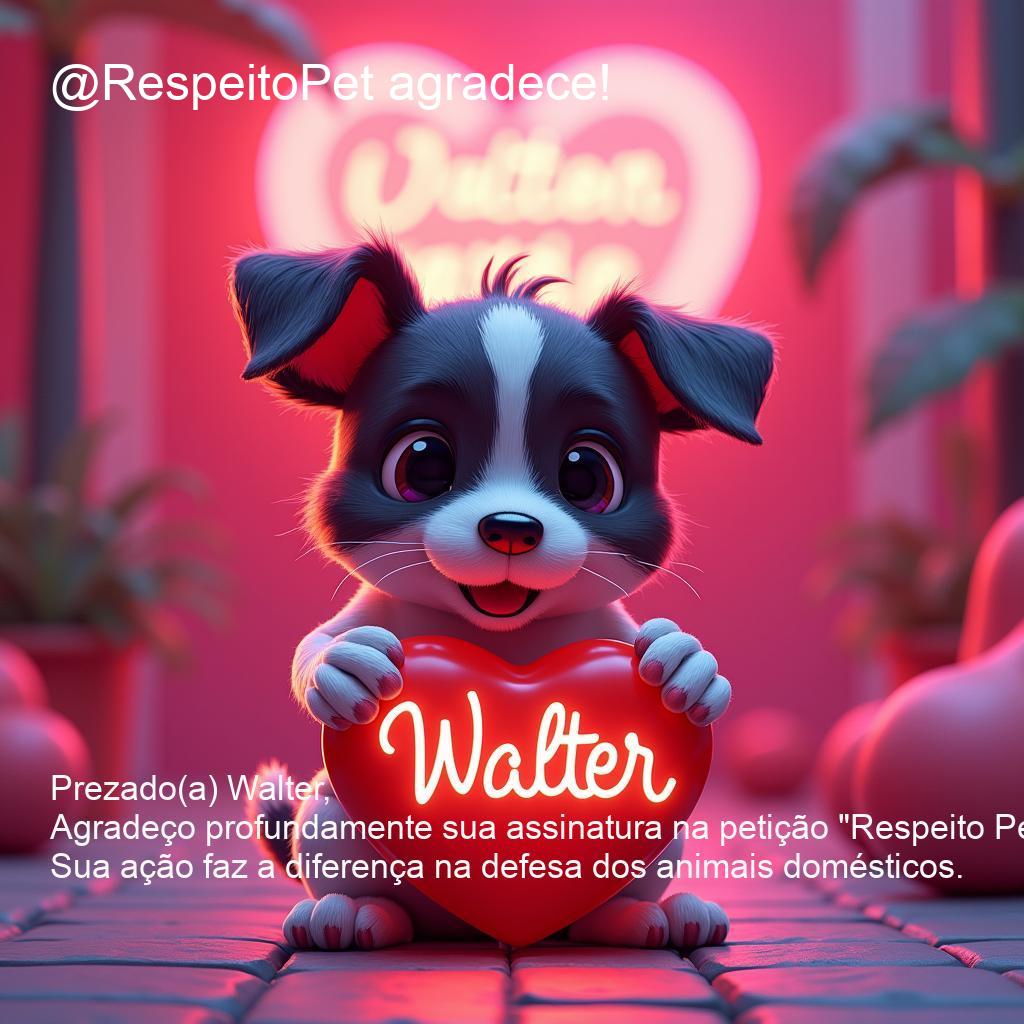 @RespeitoPet agradece!
Walter
Prezado(a) Walter,
Agradeço profundamente sua assinatura na petição "Respeito Pe
Sua ação faz a diferença na defesa dos animais domésticos.